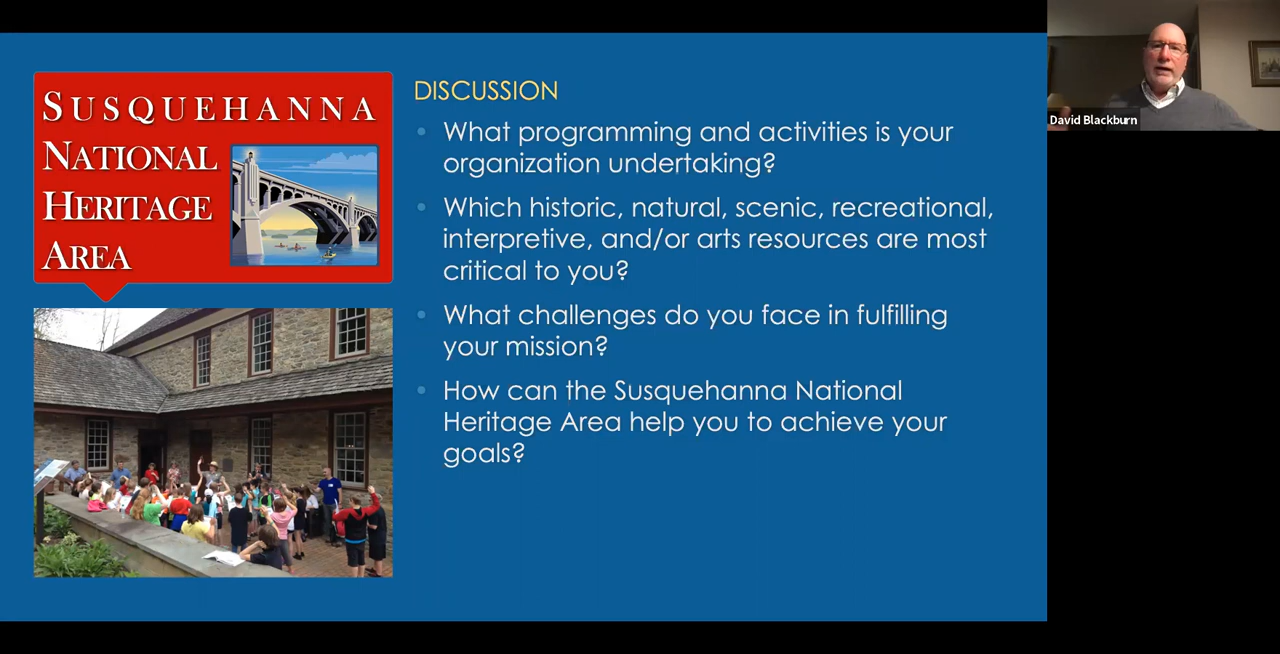 SUSQUEHANNA
NATIONAL
HERITAGE
AREA
DISCUSSION
• What programming and activities is your
organization undertaking?
• Which historic, natural, scenic, recreational,
interpretive, and/or arts resources are most
critical to you?
• What challenges do you face in fulfilling
your mission?
• How can the Susquehanna National
Heritage Area help you to achieve your
goals?
David Blackburn